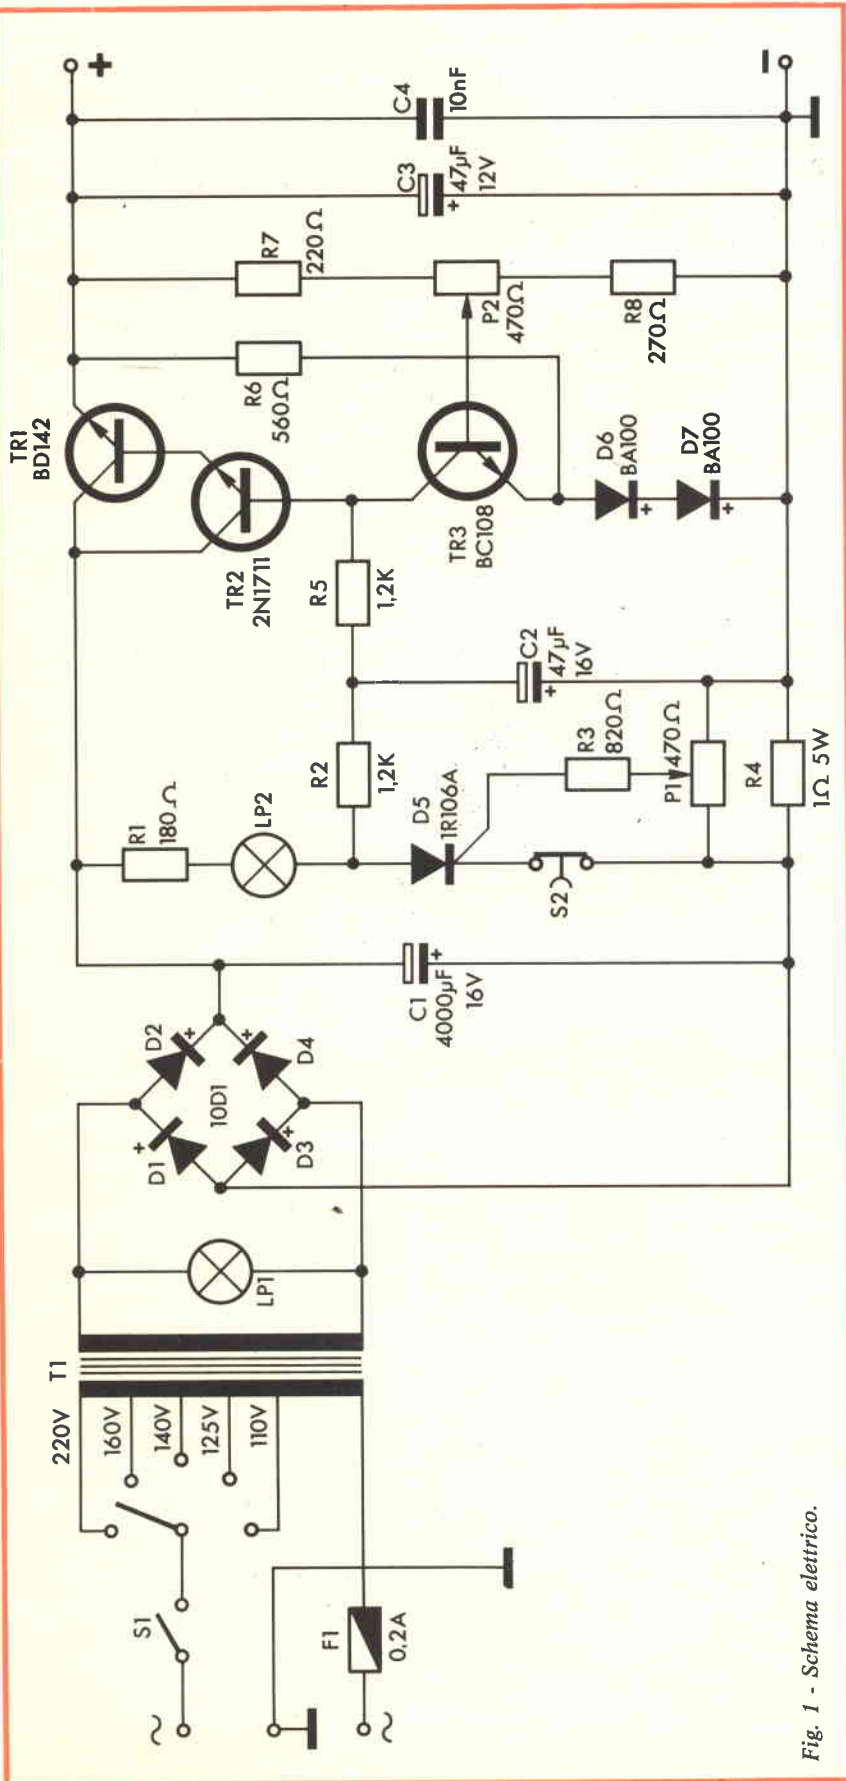 T1
220V
160V
140V
125V
110V
S1
F1
0,2A
LP1
D1
D2
D3
D4
10D1
C1
4000µF
16V
R1
180Ω
LP2
R2
1,2K
D5
1R106A
S2
R3
820Ω
P1
470Ω
R4
1Ω 5W
C2
47µF
16V
R5
1,2K
TR1
BD142
TR2
2N1711
TR3
BC108
D6
BA100
D7
BA100
R6
560Ω
R7
220Ω
P2
470Ω
R8
270Ω
C3
47µF
12V
C4
10nF
+
−
Fig. 1 - Schema elettrico.